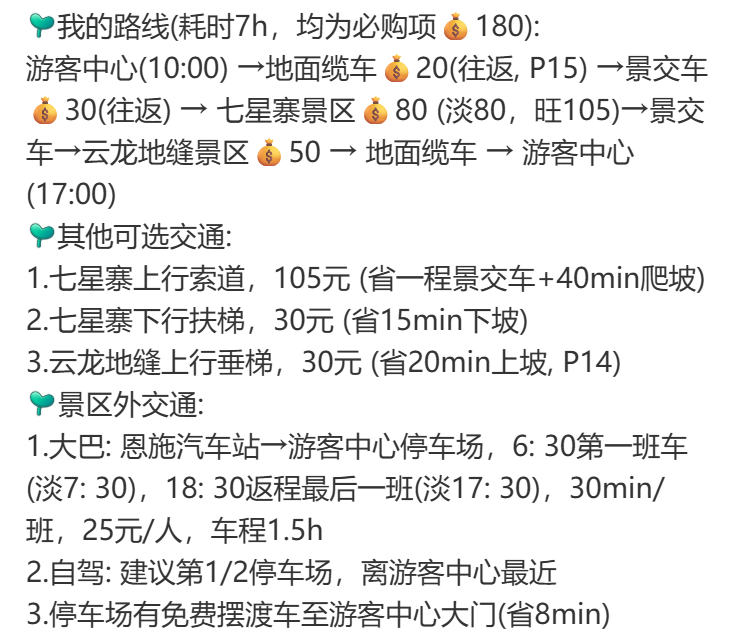 🌱我的路线(耗时7h，均为必购项💰180):
游客中心(10:00) →地面缆车💰20(往返, P15) →景交车
💰30(往返) → 七星寨景区💰80 (淡80，旺105)→景交
车→云龙地缝景区💰50 → 地面缆车 → 游客中心
(17:00)
🌱其他可选交通:
1.七星寨上行索道，105元 (省一程景交车+40min爬坡)
2.七星寨下行扶梯，30元 (省15min下坡)
3.云龙地缝上行垂梯，30元 (省20min上坡, P14)
🌱景区外交通:
1.大巴: 恩施汽车站→游客中心停车场，6: 30第一班车
(淡7: 30)，18: 30返程最后一班(淡17: 30)，30min/
班，25元/人，车程1.5h
2.自驾: 建议第1/2停车场，离游客中心最近
3.停车场有免费摆渡车至游客中心大门(省8min)